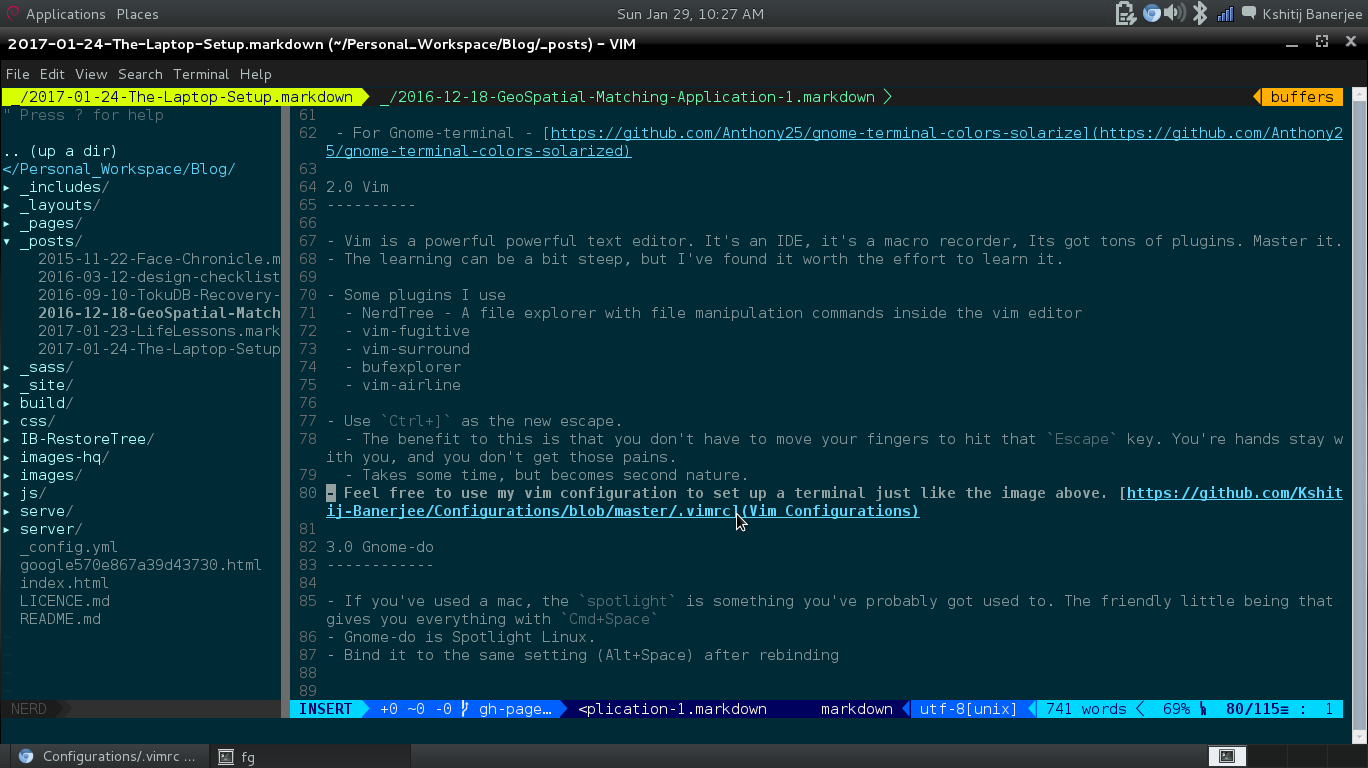 Applications Places Sun Jan 29, 10:27 AM Kshitij Banerjee
2017-01-24-The-Laptop-Setup.markdown (~/Personal_Workspace/Blog/_posts) - VIM
File Edit View Search Terminal Help
_/2017-01-24-The-Laptop-Setup.markdown _/2016-12-18-GeoSpatial-Matching-Application-1.markdown buffers
" Press ? for help
.. (up a dir)
</Personal_Workspace/Blog/
▸ _includes/
▸ _layouts/
▸ _pages/
▾ _posts/
2015-11-22-Face-Chronicle.m
2016-03-12-design-checklist
2016-09-10-TokuDB-Recovery-
2016-12-18-GeoSpatial-Match
2017-01-23-LifeLessons.mark
2017-01-24-The-Laptop-Setup
▸ _sass/
▸ _site/
▸ build/
▸ css/
▸ IB-RestoreTree/
▸ images-hq/
▸ images/
▸ js/
▸ serve/
▸ server/
_config.yml
google570e867a39d43730.html
index.html
LICENCE.md
README.md
61
62 - For Gnome-terminal - [https://github.com/Anthony25/gnome-terminal-colors-solarize](https://github.com/Anthony2
5/gnome-terminal-colors-solarized)
63
64 2.0 Vim
65 ----------
66
67 - Vim is a powerful powerful text editor. It's an IDE, it's a macro recorder, Its got tons of plugins. Master it.
68 - The learning can be a bit steep, but I've found it worth the effort to learn it.
69
70 - Some plugins I use
71 - NerdTree - A file explorer with file manipulation commands inside the vim editor
72 - vim-fugitive
73 - vim-surround
74 - bufexplorer
75 - vim-airline
76
77 - Use `Ctrl+]` as the new escape.
78 - The benefit to this is that you don't have to move your fingers to hit that `Escape` key. You're hands stay w
ith you, and you don't get those pains.
79 - Takes some time, but becomes second nature.
80 - Feel free to use my vim configuration to set up a terminal just like the image above. [https://github.com/Kshit
ij-Banerjee/Configurations/blob/master/.vimrc](Vim Configurations)
81
82 3.0 Gnome-do
83 ------------
84
85 - If you've used a mac, the `spotlight` is something you've probably got used to. The friendly little being that
gives you everything with `Cmd+Space`
86 - Gnome-do is Spotlight Linux.
87 - Bind it to the same setting (Alt+Space) after rebinding
88
89
NERD INSERT +0 ~0 -0 gh-page… <plication-1.markdown markdown utf-8[unix] 741 words 69% 80/115≡ : 1
Configurations/.vimrc ... fg